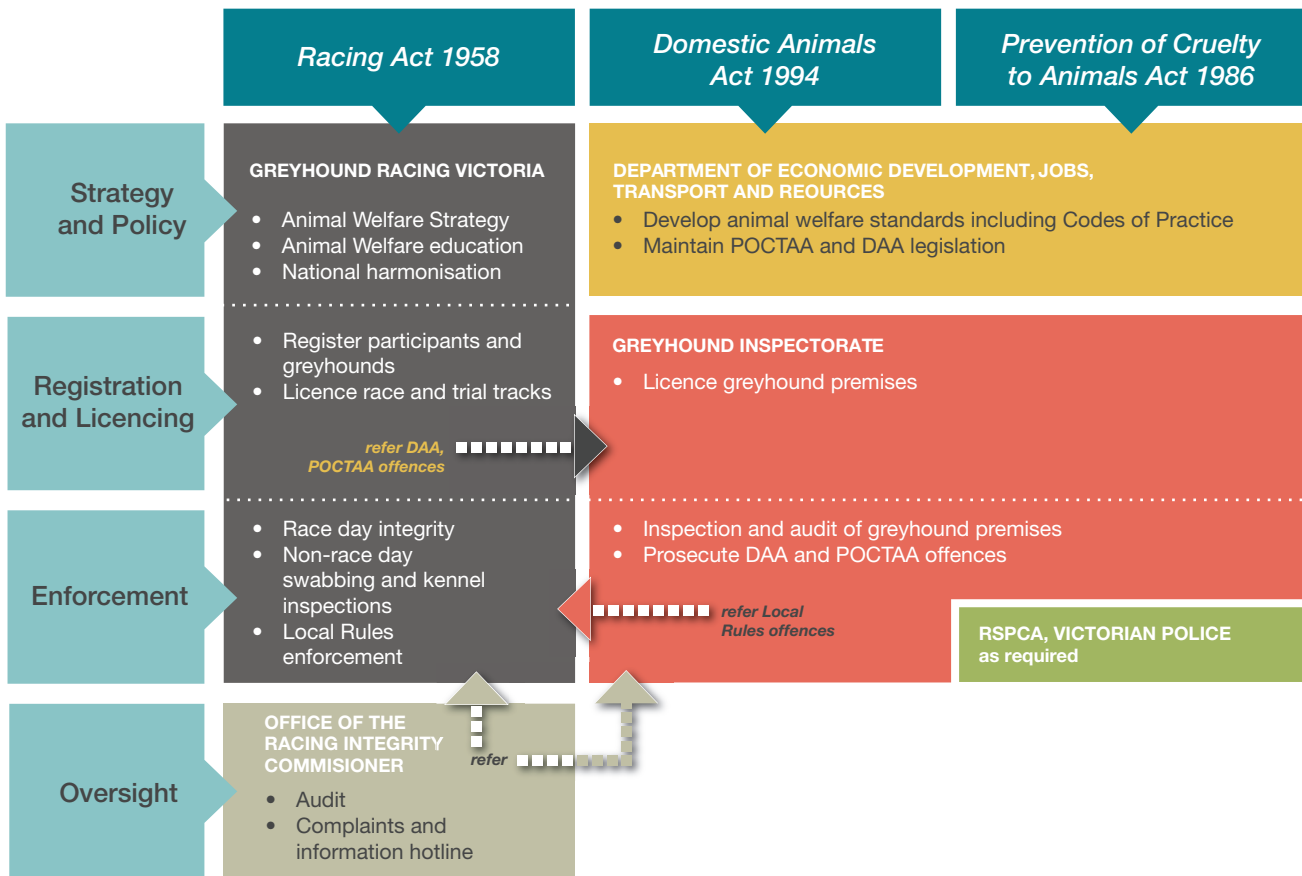 Racing Act 1958
Domestic Animals
Act 1994
Prevention of Cruelty
to Animals Act 1986
Strategy
and Policy
GREYHOUND RACING VICTORIA
• Animal Welfare Strategy
• Animal Welfare education
• National harmonisation
DEPARTMENT OF ECONOMIC DEVELOPMENT, JOBS,
TRANSPORT AND REOURCES
• Develop animal welfare standards including Codes of Practice
• Maintain POCTAA and DAA legislation
Registration
and Licencing
• Register participants and
greyhounds
• Licence race and trial tracks
refer DAA,
POCTAA offences
GREYHOUND INSPECTORATE
• Licence greyhound premises
Enforcement
• Race day integrity
• Non-race day
swabbing and kennel
inspections
• Local Rules
enforcement
• Inspection and audit of greyhound premises
• Prosecute DAA and POCTAA offences
refer Local
Rules offences
RSPCA, VICTORIAN POLICE
as required
Oversight
OFFICE OF THE
RACING INTEGRITY
COMMISIONER
refer
• Audit
• Complaints and
information hotline